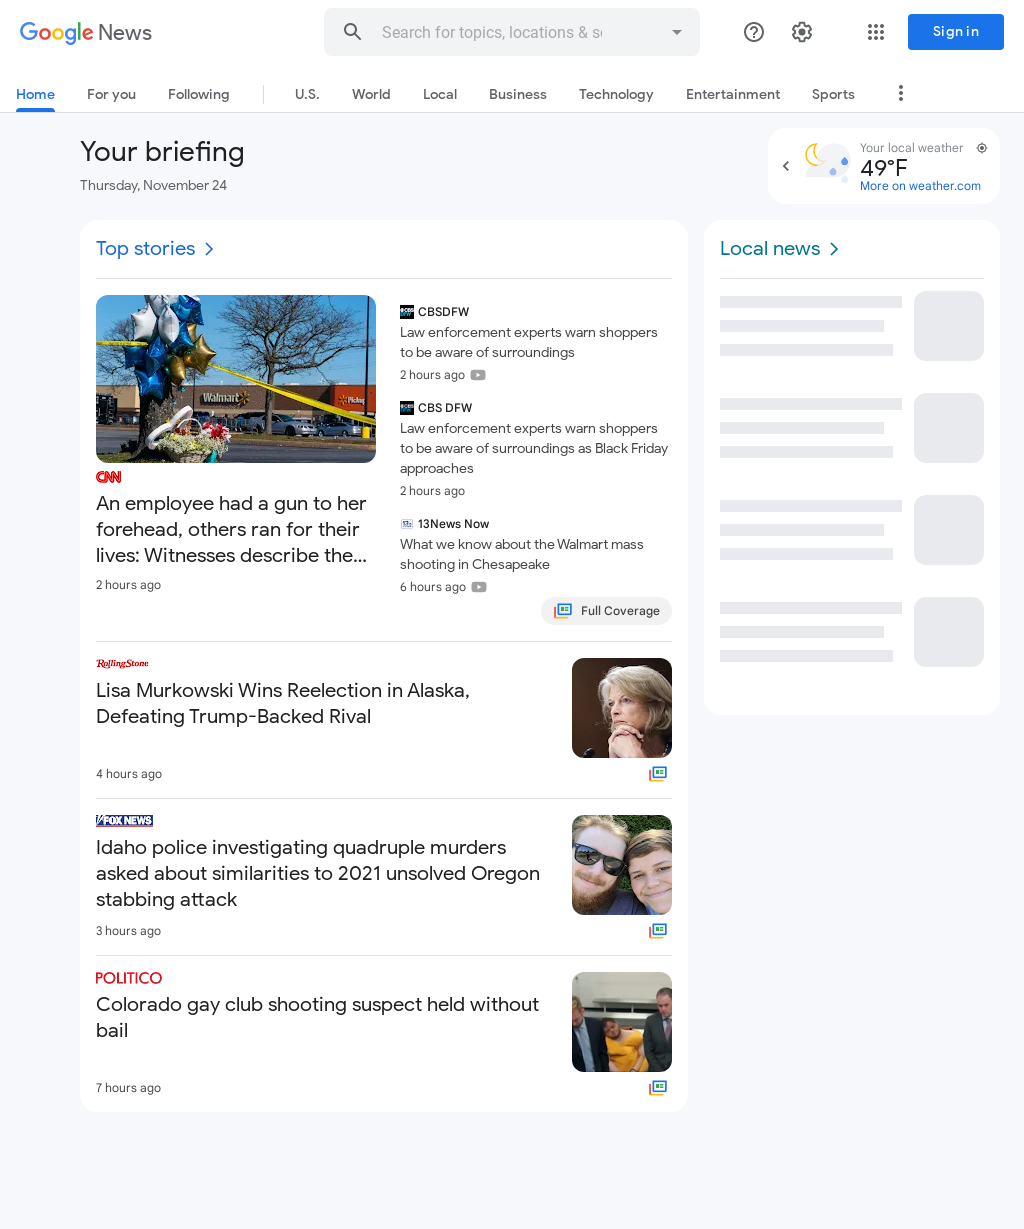 Google News
Search for topics, locations & so
Sign in
Home
For you
Following
U.S.
World
Local
Business
Technology
Entertainment
Sports
Your briefing
Thursday, November 24
Your local weather
49°F
More on weather.com
Top stories
Walmart
Pickup
CNN
An employee had a gun to her
forehead, others ran for their
lives: Witnesses describe the...
2 hours ago
CBSDFW
Law enforcement experts warn shoppers
to be aware of surroundings
2 hours ago
CBS DFW
Law enforcement experts warn shoppers
to be aware of surroundings as Black Friday
approaches
2 hours ago
13News Now
What we know about the Walmart mass
shooting in Chesapeake
6 hours ago
Full Coverage
RollingStone
Lisa Murkowski Wins Reelection in Alaska,
Defeating Trump-Backed Rival
4 hours ago
FOX NEWS
Idaho police investigating quadruple murders
asked about similarities to 2021 unsolved Oregon
stabbing attack
3 hours ago
POLITICO
Colorado gay club shooting suspect held without
bail
7 hours ago
Local news